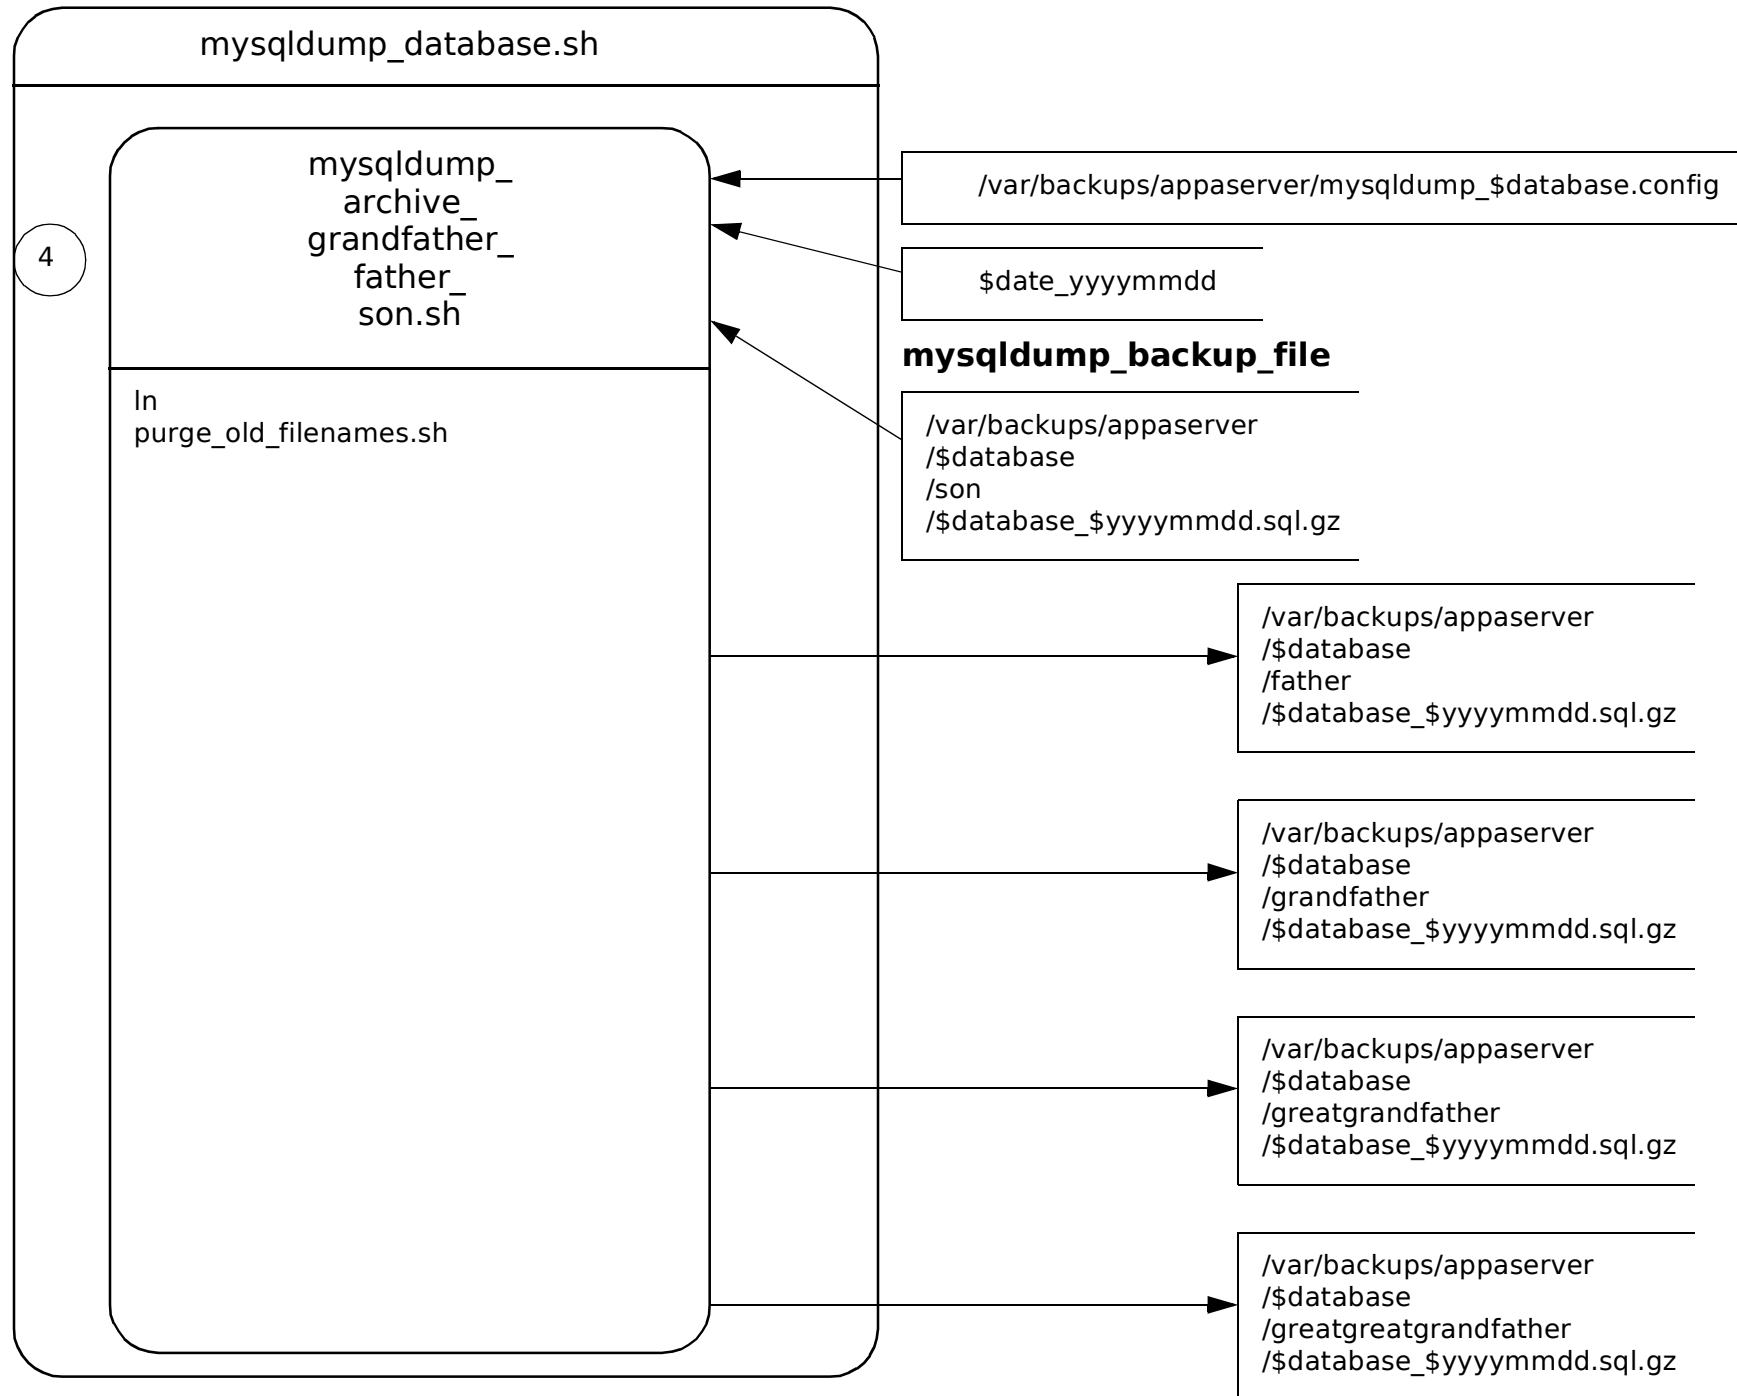 mysqldump_database.sh
mysqldump_
archive_
grandfather_
father_
son.sh
4
ln
purge_old_filenames.sh
/var/backups/appaserver/mysqldump_$database.config
$date_yyyymmdd
mysqldump_backup_file
/var/backups/appaserver
/$database
/son
/$database_$yyyymmdd.sql.gz
/var/backups/appaserver
/$database
/father
/$database_$yyyymmdd.sql.gz
/var/backups/appaserver
/$database
/grandfather
/$database_$yyyymmdd.sql.gz
/var/backups/appaserver
/$database
/greatgrandfather
/$database_$yyyymmdd.sql.gz
/var/backups/appaserver
/$database
/greatgreatgrandfather
/$database_$yyyymmdd.sql.gz